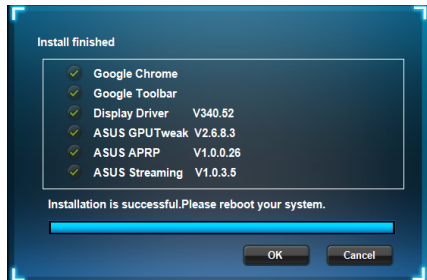 Install finished
Google Chrome
Google Toolbar
Display Driver V340.52
ASUS GPUTweak V2.6.8.3
ASUS APRP V1.0.0.26
ASUS Streaming V1.0.3.5
Installation is successful.Please reboot your system.
OK Cancel